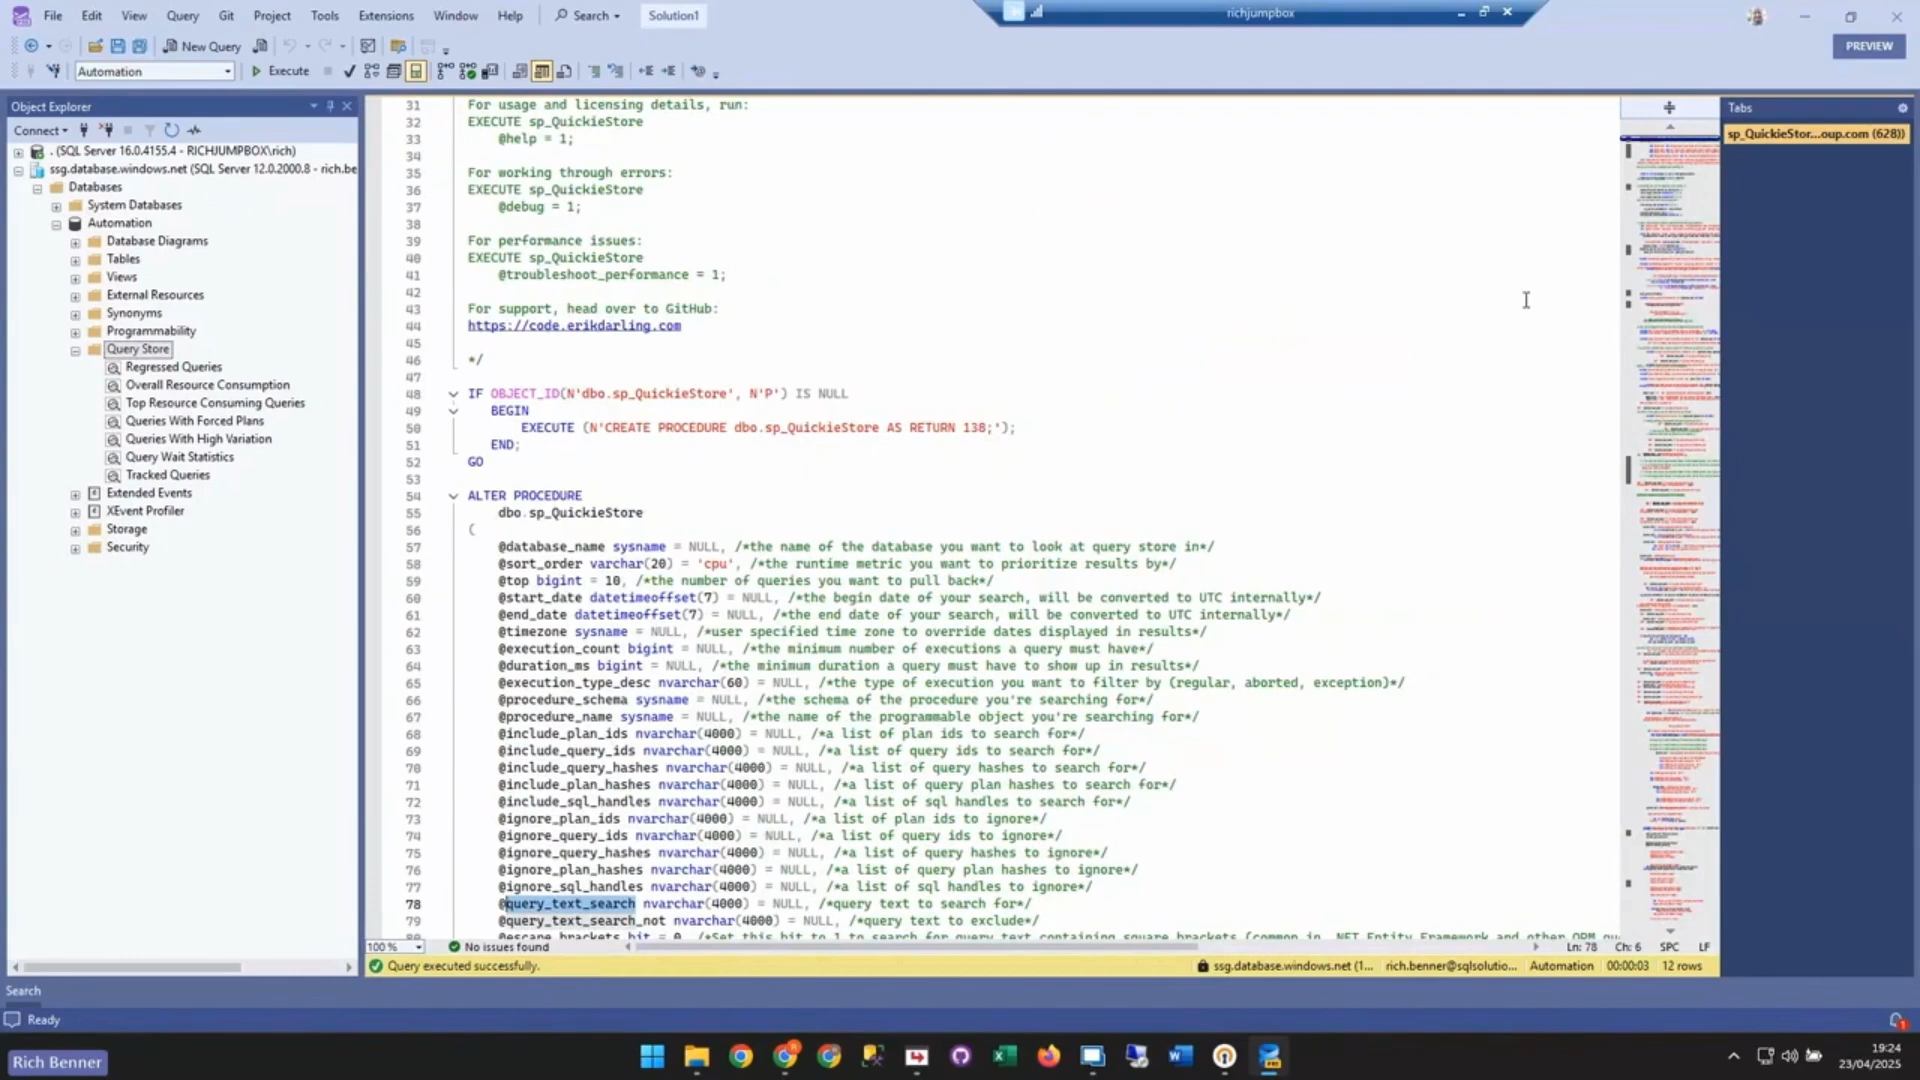 File Edit View Query Git Project Tools Extensions Window Help Search Solution1
richjumpbox
New Query
PREVIEW
Automation Execute
Object Explorer
Connect
. (SQL Server 16.0.4155.4 - RICHJUMPBOX\rich)
ssg.database.windows.net (SQL Server 12.0.2000.8 - rich.be
Databases
System Databases
Automation
Database Diagrams
Tables
Views
External Resources
Synonyms
Programmability
Query Store
Regressed Queries
Overall Resource Consumption
Top Resource Consuming Queries
Queries With Forced Plans
Queries With High Variation
Query Wait Statistics
Tracked Queries
Extended Events
XEvent Profiler
Storage
Security
31 For usage and licensing details, run:
32 EXECUTE sp_QuickieStore
33 @help = 1;
34
35 For working through errors:
36 EXECUTE sp_QuickieStore
37 @debug = 1;
38
39 For performance issues:
40 EXECUTE sp_QuickieStore
41 @troubleshoot_performance = 1;
42
43 For support, head over to GitHub:
44 https://code.erikdarling.com
45
46 */
47
48 IF OBJECT_ID(N'dbo.sp_QuickieStore', N'P') IS NULL
49 BEGIN
50 EXECUTE (N'CREATE PROCEDURE dbo.sp_QuickieStore AS RETURN 138;');
51 END;
52 GO
53
54 ALTER PROCEDURE
55 dbo.sp_QuickieStore
56 (
57 @database_name sysname = NULL, /*the name of the database you want to look at query store in*/
58 @sort_order varchar(20) = 'cpu', /*the runtime metric you want to prioritize results by*/
59 @top bigint = 10, /*the number of queries you want to pull back*/
60 @start_date datetimeoffset(7) = NULL, /*the begin date of your search, will be converted to UTC internally*/
61 @end_date datetimeoffset(7) = NULL, /*the end date of your search, will be converted to UTC internally*/
62 @timezone sysname = NULL, /*user specified time zone to override dates displayed in results*/
63 @execution_count bigint = NULL, /*the minimum number of executions a query must have*/
64 @duration_ms bigint = NULL, /*the minimum duration a query must have to show up in results*/
65 @execution_type_desc nvarchar(60) = NULL, /*the type of execution you want to filter by (regular, aborted, exception)*/
66 @procedure_schema sysname = NULL, /*the schema of the procedure you're searching for*/
67 @procedure_name sysname = NULL, /*the name of the programmable object you're searching for*/
68 @include_plan_ids nvarchar(4000) = NULL, /*a list of plan ids to search for*/
69 @include_query_ids nvarchar(4000) = NULL, /*a list of query ids to search for*/
70 @include_query_hashes nvarchar(4000) = NULL, /*a list of query hashes to search for*/
71 @include_plan_hashes nvarchar(4000) = NULL, /*a list of query plan hashes to search for*/
72 @include_sql_handles nvarchar(4000) = NULL, /*a list of sql handles to search for*/
73 @ignore_plan_ids nvarchar(4000) = NULL, /*a list of plan ids to ignore*/
74 @ignore_query_ids nvarchar(4000) = NULL, /*a list of query ids to ignore*/
75 @ignore_query_hashes nvarchar(4000) = NULL, /*a list of query hashes to ignore*/
76 @ignore_plan_hashes nvarchar(4000) = NULL, /*a list of query plan hashes to ignore*/
77 @ignore_sql_handles nvarchar(4000) = NULL, /*a list of sql handles to ignore*/
78 @query_text_search nvarchar(4000) = NULL, /*query text to search for*/
79 @query_text_search_not nvarchar(4000) = NULL, /*query text to exclude*/
80 @escape_brackets bit = 0, /*Set this bit to 1 to search for query text containing square brackets (common in .NET Entity Framework and other ORM qu
100 % No issues found Ln: 78 Ch: 6 SPC LF
Query executed successfully. ssg.database.windows.net (1... rich.benner@sqlsolutio... Automation 00:00:03 12 rows
Tabs
sp_QuickieStor...oup.com (628))
Search
Ready
Rich Benner
19:24
23/04/2025